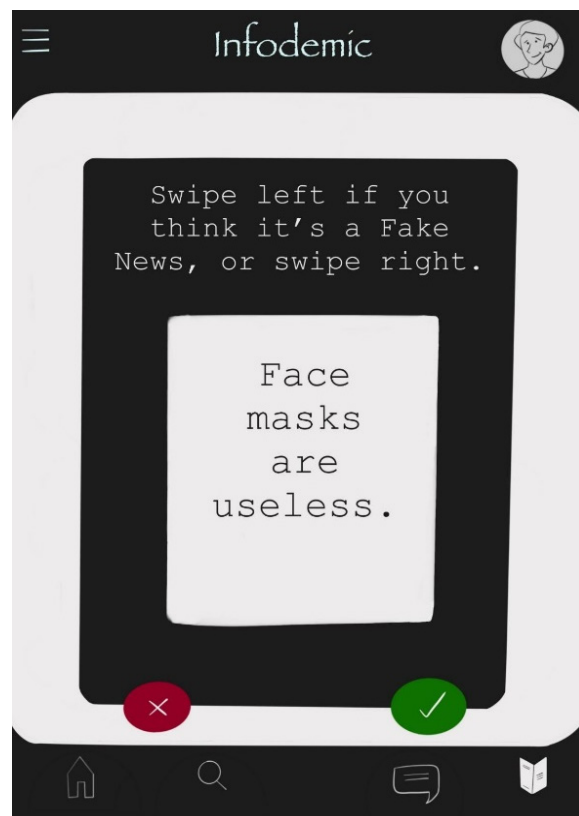 Infodemic
Swipe left if you
think it's a Fake
News, or swipe right.
Face
masks
are
useless.